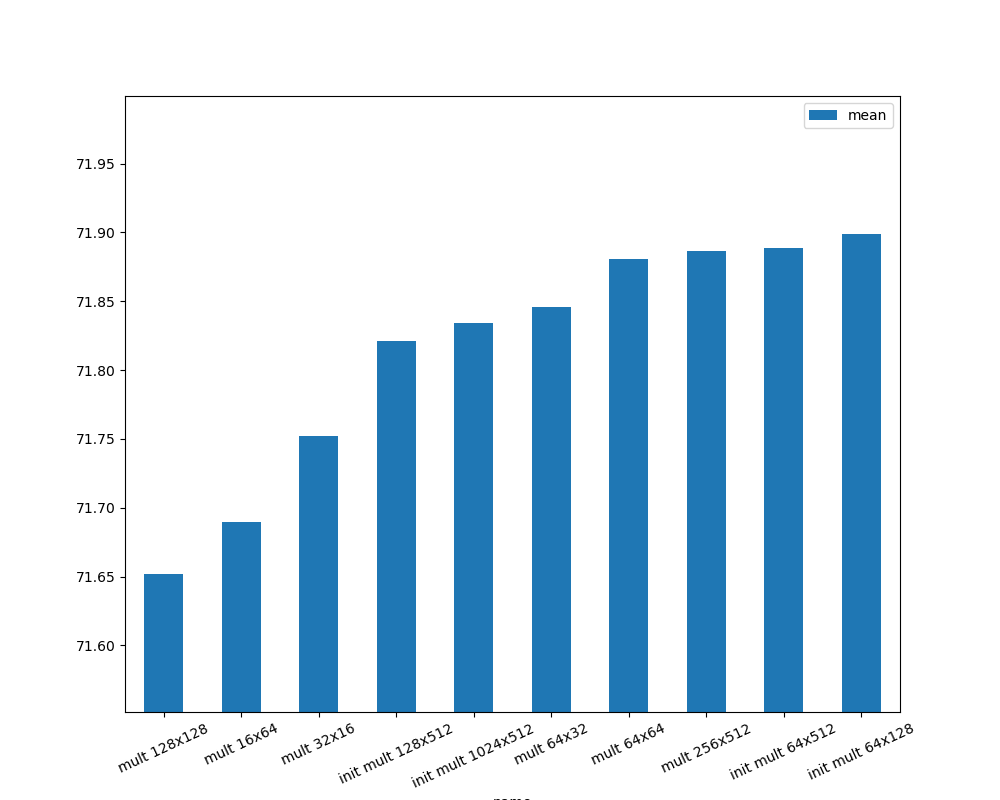 mean
71.95
71.90
71.85
71.80
71.75
71.70
71.65
71.60
mult 128x128
mult 16x64
mult 32x16
init mult 128x512
init mult 1024x512
mult 64x32
mult 64x64
mult 256x512
init mult 64x512
init mult 64x128